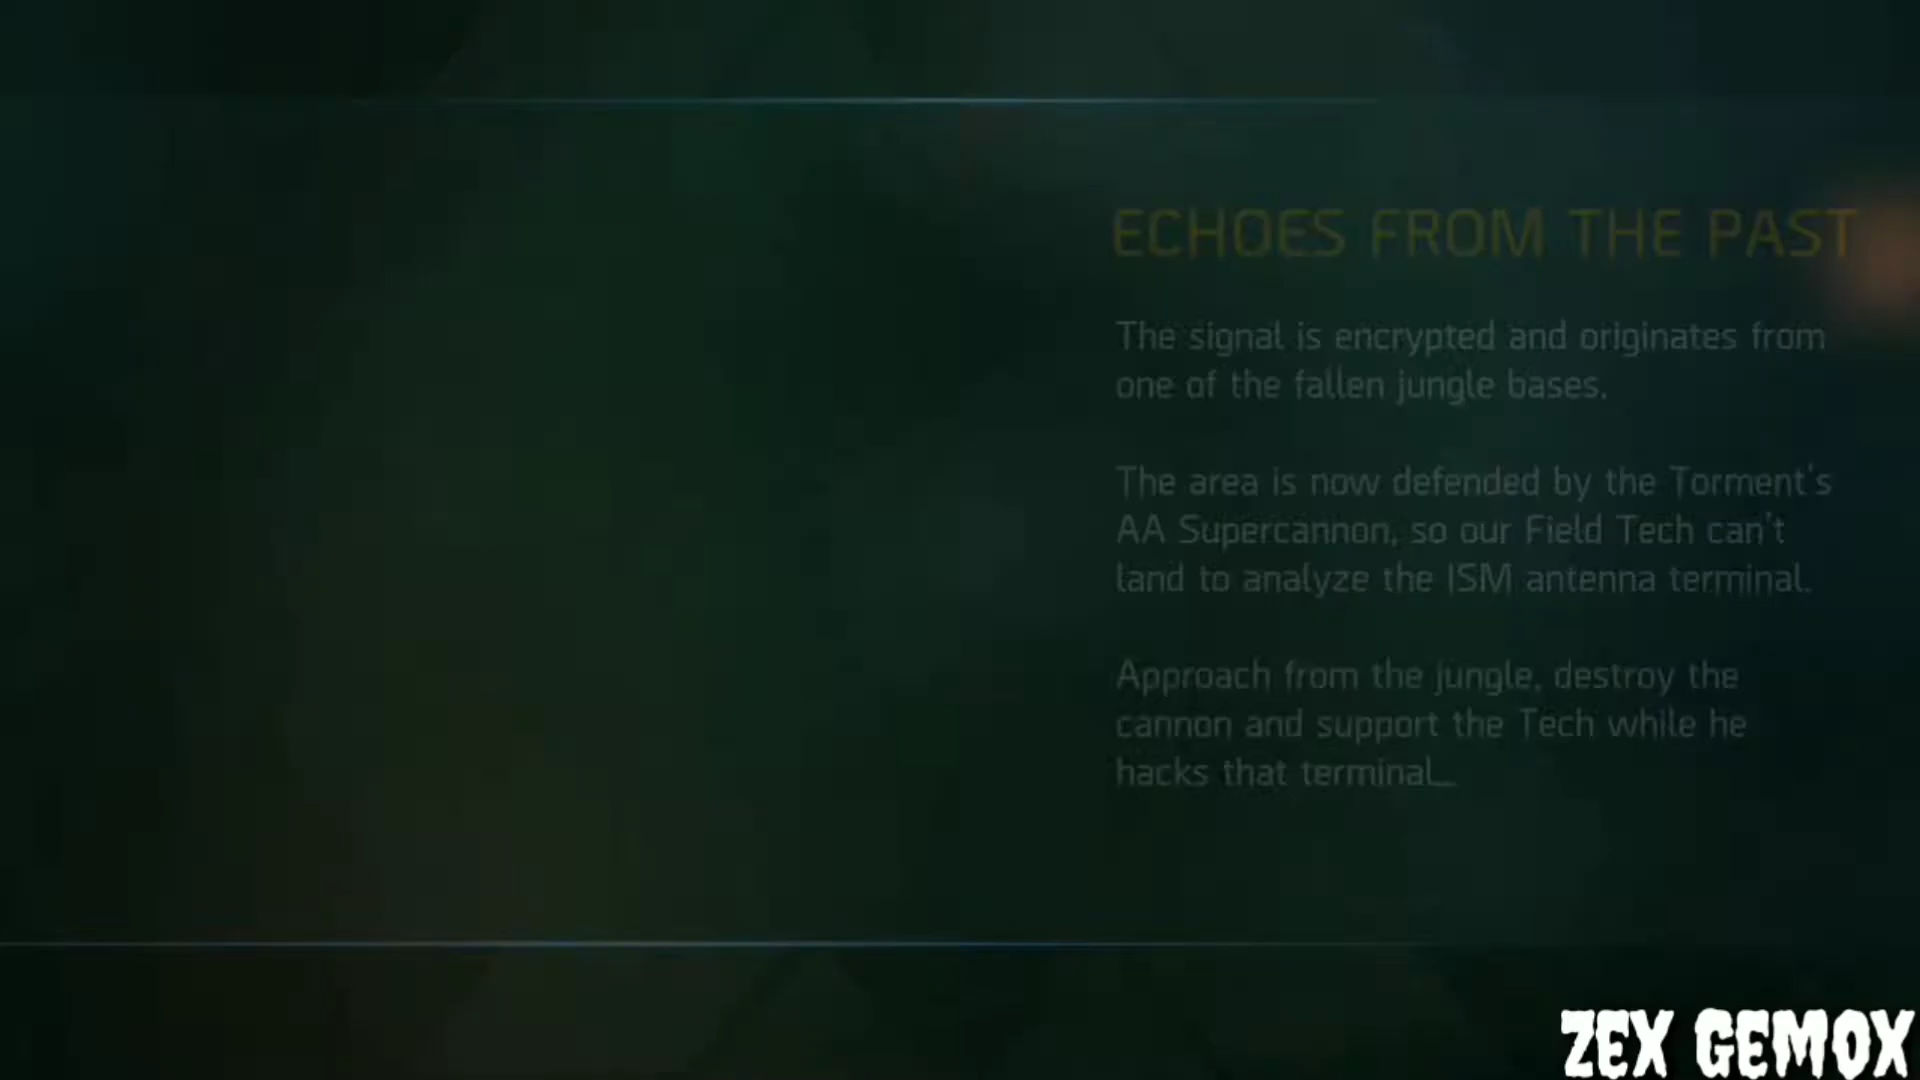 ECHOES FROM THE PAST
The signal is encrypted and originates from
one of the fallen jungle bases.
The area is now defended by the Torment's
AA Supercannon, so our Field Tech can't
land to analyze the ISM antenna terminal.
Approach from the jungle, destroy the
cannon and support the Tech while he
hacks that terminal...
ZEX GEMOX